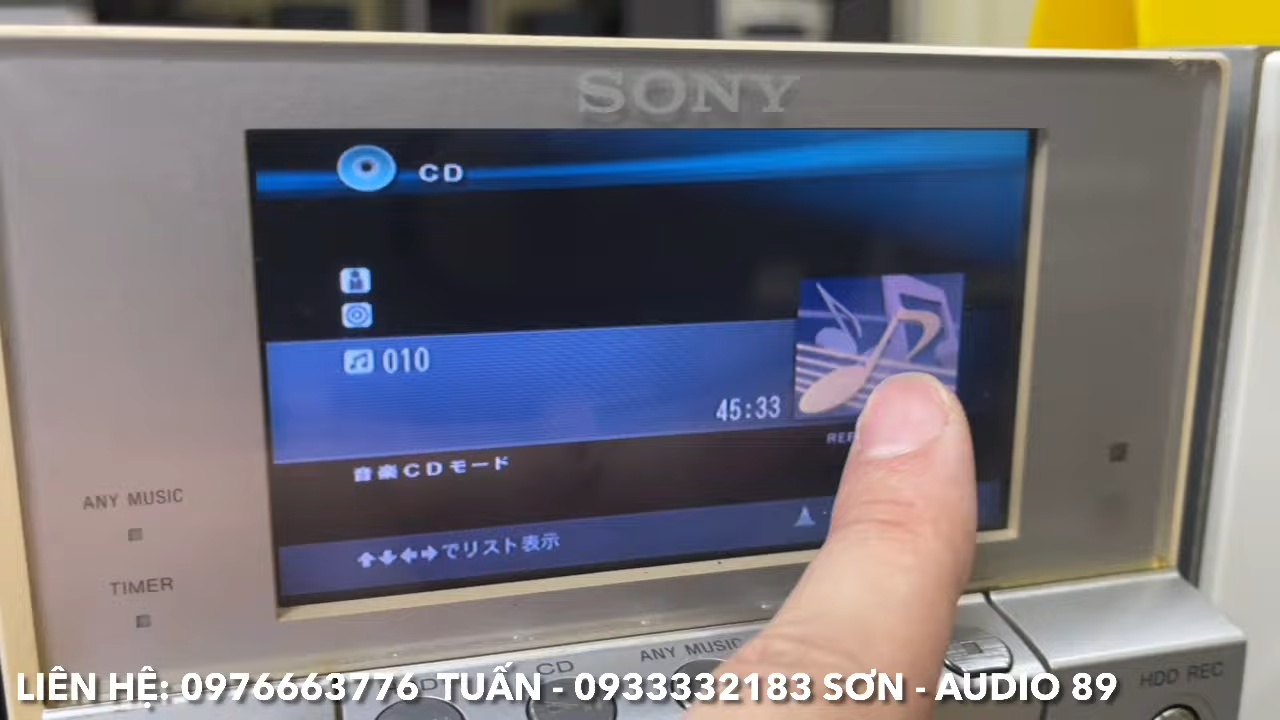 SONY
CD
010
45:33
音楽CDモード
でリスト表示
ANY MUSIC
TIMER
CD
ANY MUSIC
HDD REC
LIÊN HỆ: 0976663776 TUẤN - 0933332183 SƠN - AUDIO 89